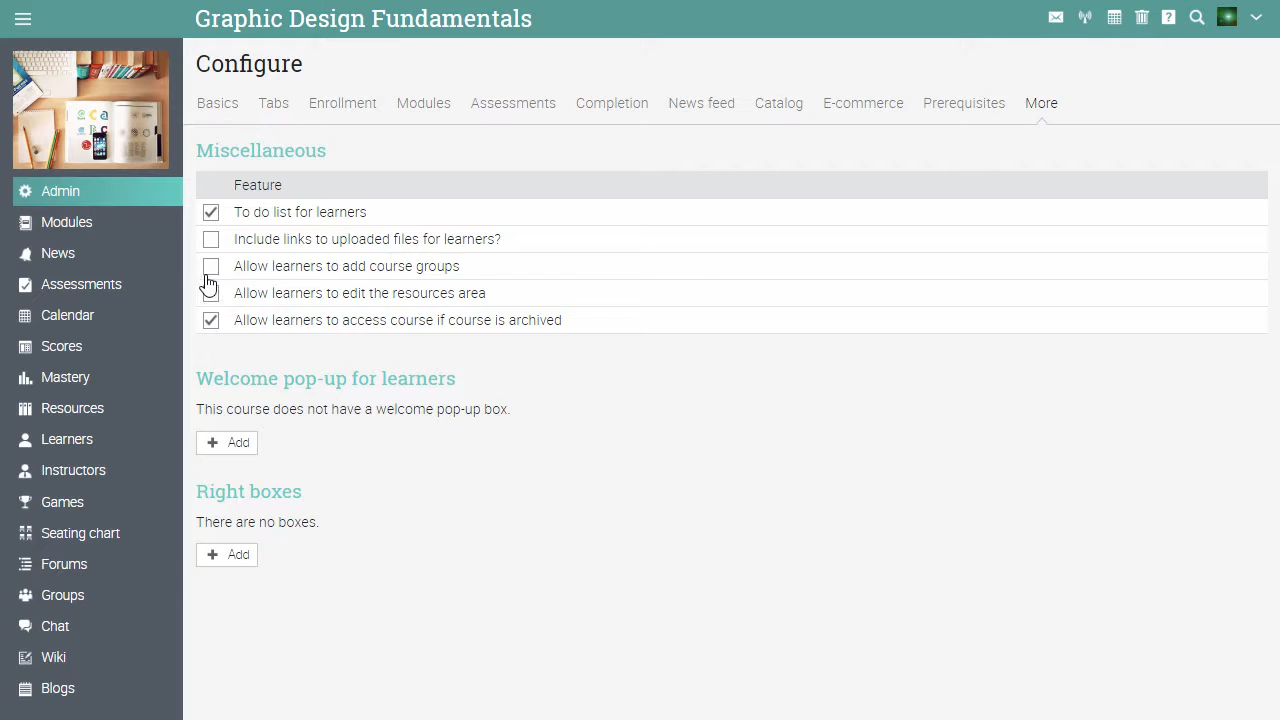 Graphic Design Fundamentals
Configure
Basics Tabs Enrollment Modules Assessments Completion News feed Catalog E-commerce Prerequisites More
Admin
Modules
News
Assessments
Calendar
Scores
Mastery
Resources
Learners
Instructors
Games
Seating chart
Forums
Groups
Chat
Wiki
Blogs
Miscellaneous
Feature
To do list for learners
Include links to uploaded files for learners?
Allow learners to add course groups
Allow learners to edit the resources area
Allow learners to access course if course is archived
Welcome pop-up for learners
This course does not have a welcome pop-up box.
+ Add
Right boxes
There are no boxes.
+ Add